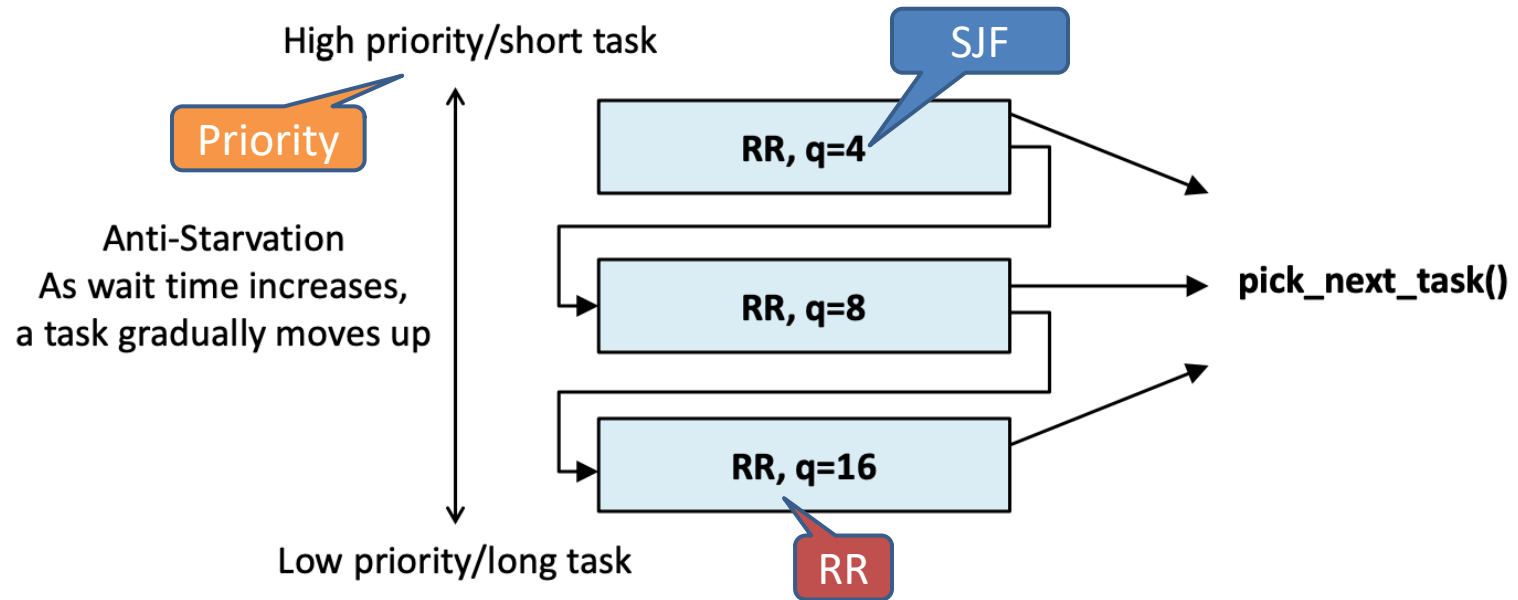 High priority/short task
SJF
Priority
RR, q=4
Anti-Starvation
As wait time increases,
a task gradually moves up
RR, q=8
pick_next_task()
RR, q=16
Low priority/long task
RR